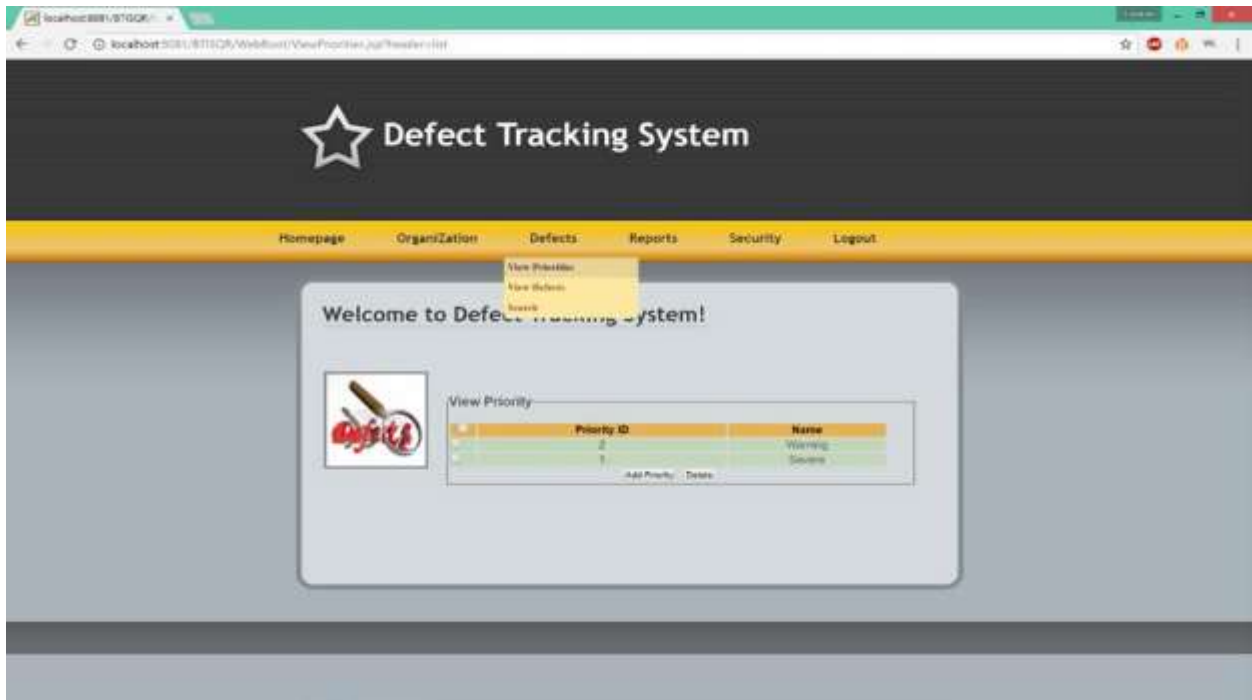 Defect Tracking System
Homepage OrganiZation Defects Reports Security Logout
View Priorities
View Defects
Search
Welcome to Defect Tracking System!
Defects
View Priority
Priority ID Name
2 Warning
1 Severe
Add Priority Delete